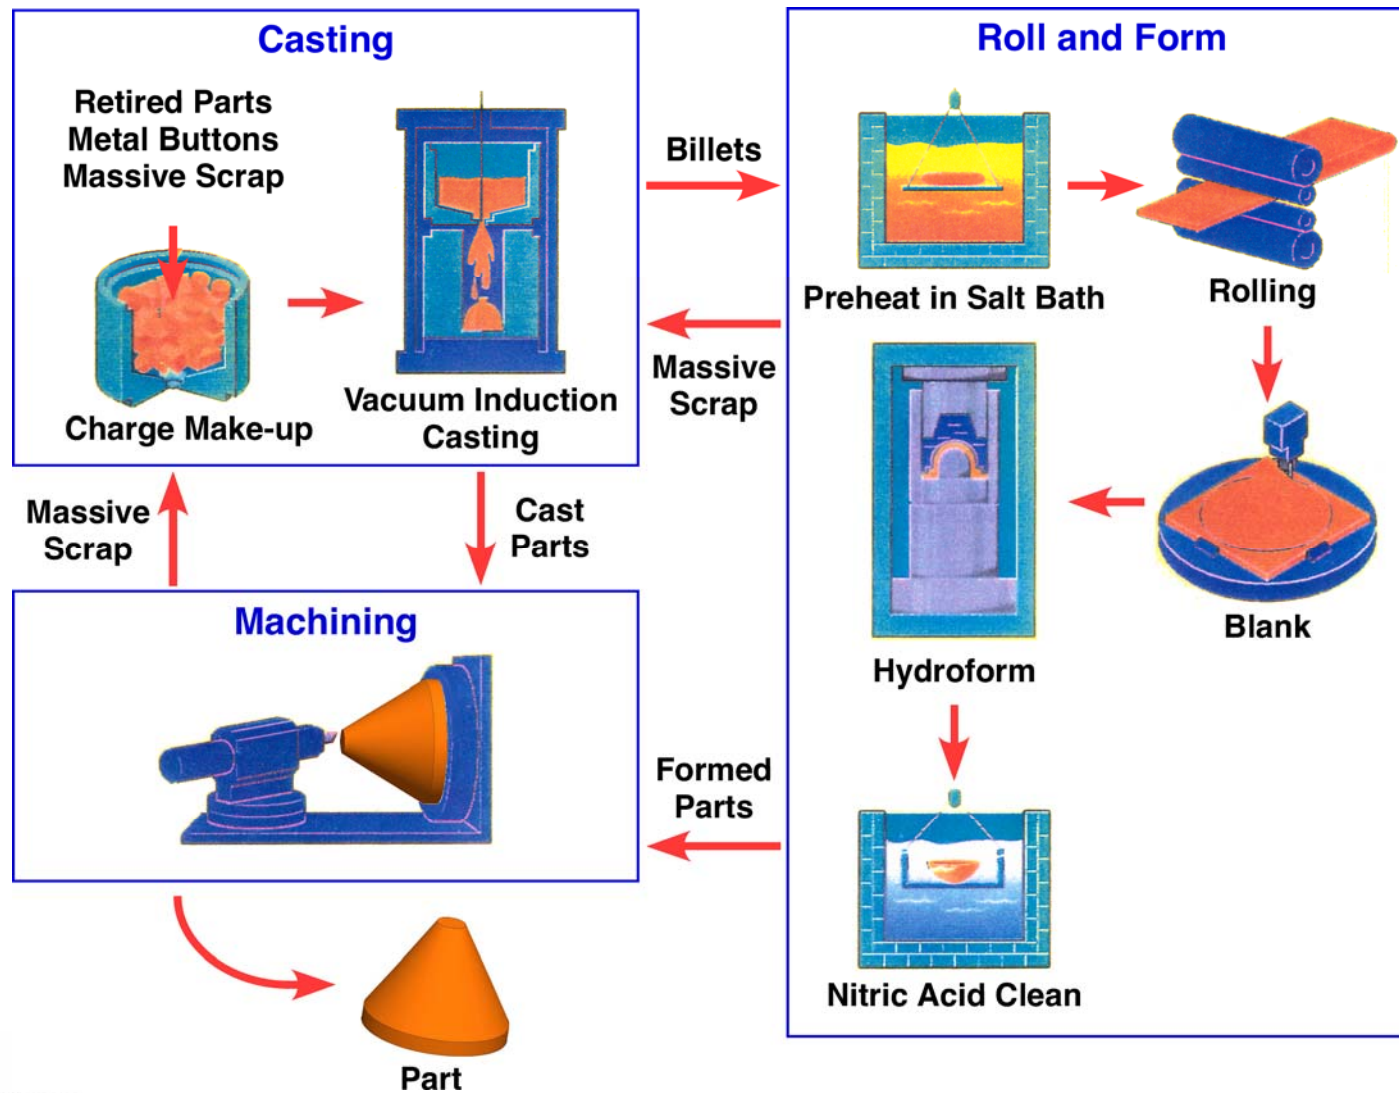 Casting
Retired Parts
Metal Buttons
Massive Scrap
Charge Make-up
Vacuum Induction
Casting
Billets
Massive
Scrap
Roll and Form
Preheat in Salt Bath
Rolling
Blank
Hydroform
Nitric Acid Clean
Massive
Scrap
Cast
Parts
Machining
Formed
Parts
Part